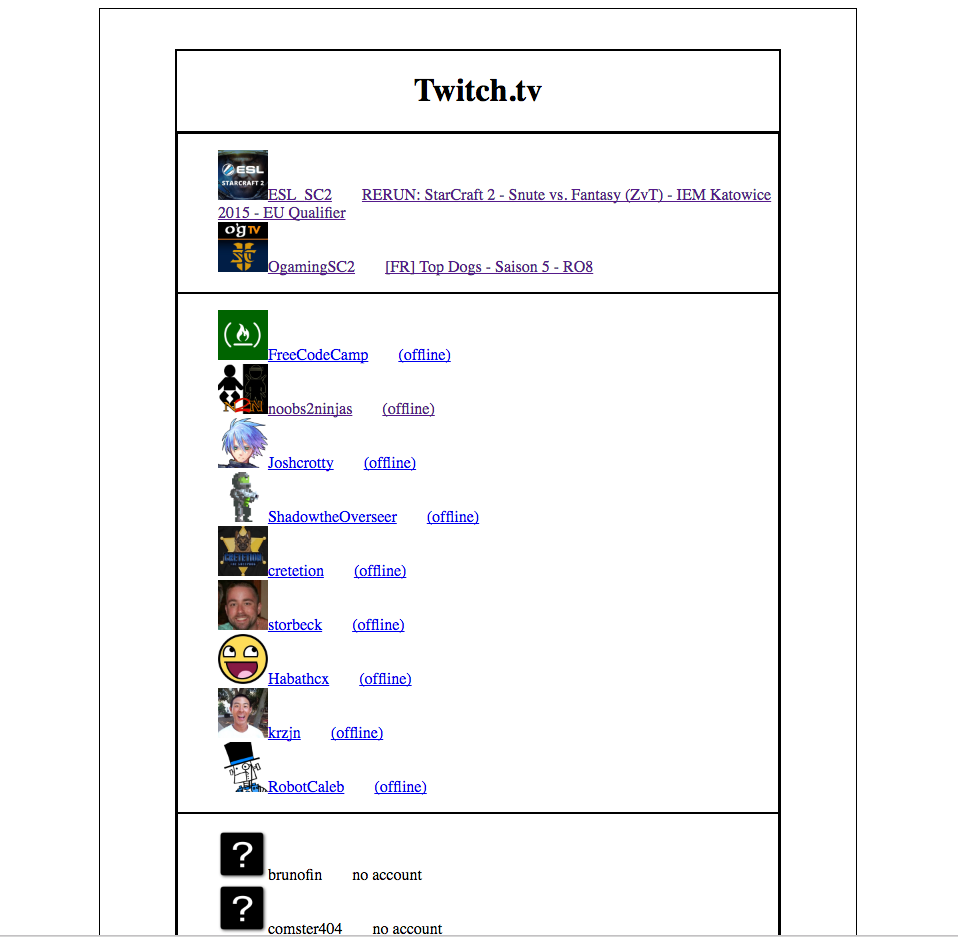 Twitch.tv
ESL
STARCRAFT 2
ESL_SC2 RERUN: StarCraft 2 - Snute vs. Fantasy (ZvT) - IEM Katowice
2015 - EU Qualifier
O'G TV
OgamingSC2 [FR] Top Dogs - Saison 5 - RO8
FreeCodeCamp (offline)
N2N
noobs2ninjas (offline)
Joshcrotty (offline)
ShadowtheOverseer (offline)
CRETETION
cretetion (offline)
storbeck (offline)
Habathcx (offline)
krzjn (offline)
RobotCaleb (offline)
?
brunofin no account
?
comster404 no account